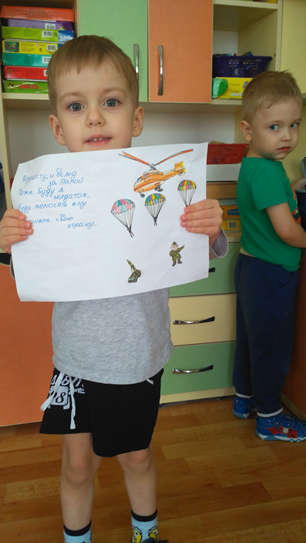 Подрасту, и вслед
за Папой
Тоже буду я
солдатом,
Буду помогать ему
Свою
страну.